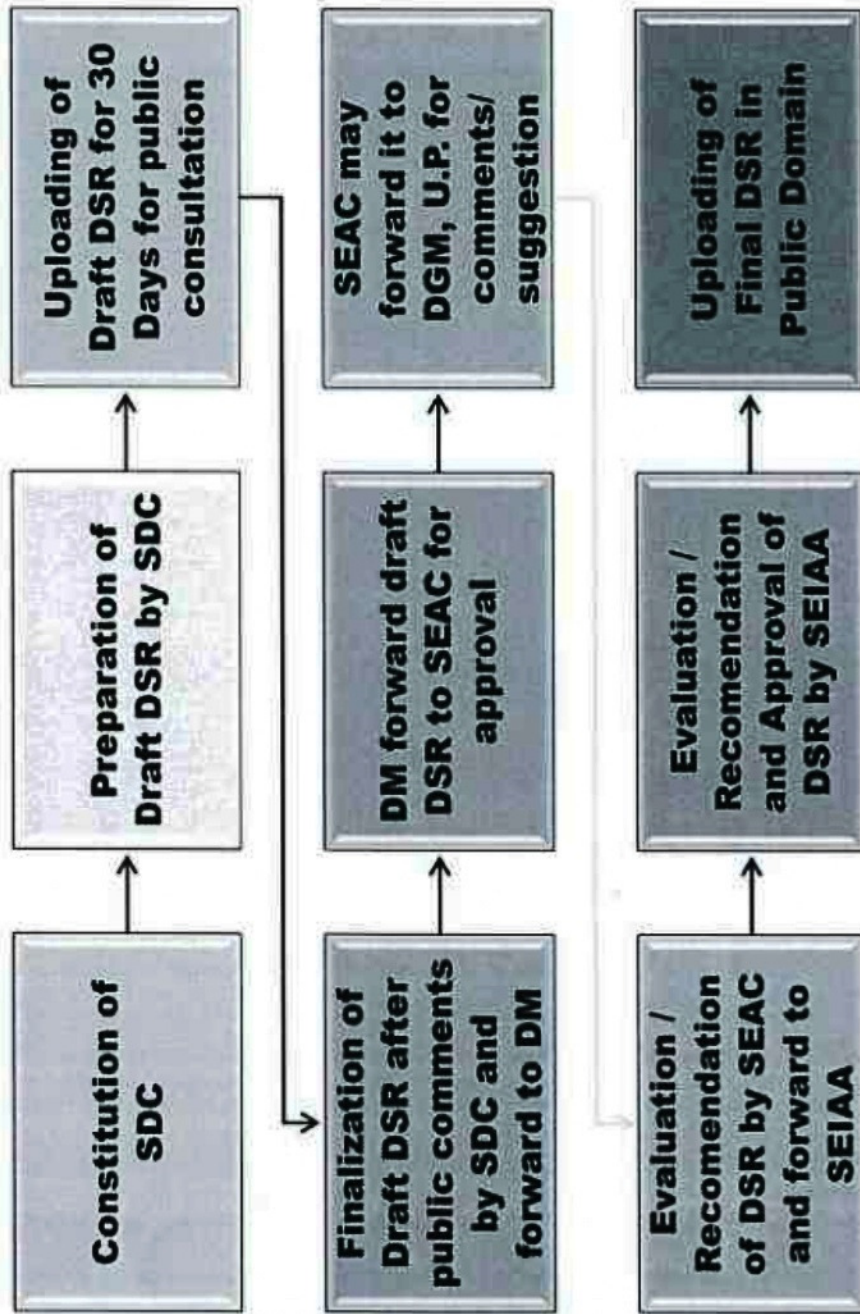 Constitution of
SDC
Preparation of
Draft DSR by SDC
Uploading of
Draft DSR for 30
Days for public
consultation
Finalization of
Draft DSR after
public comments
by SDC and
forward to DM
DM forward draft
DSR to SEAC for
approval
SEAC may
forward it to
DGM, U.P. for
comments/
suggestion
Evaluation /
Recomendation
of DSR by SEAC
and forward to
SEIAA
Evaluation /
Recomendation
and Approval of
DSR by SEIAA
Uploading of
Final DSR in
Public Domain